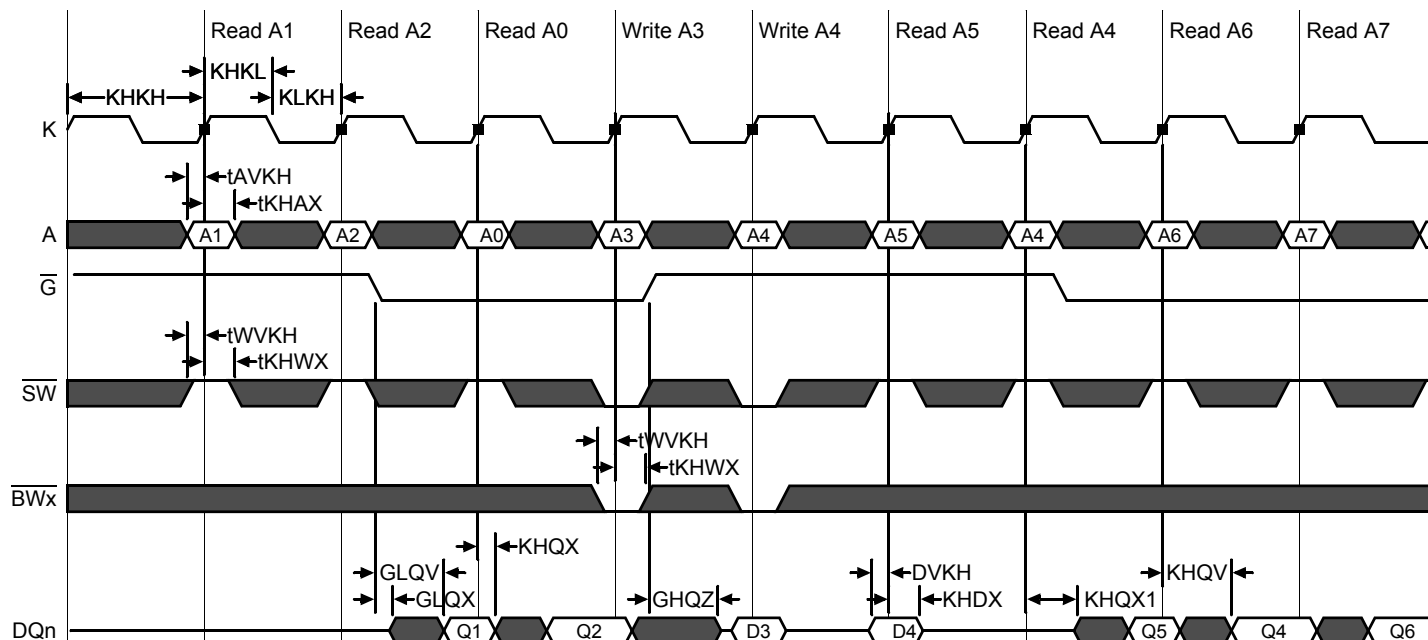 Read A1 Read A2 Read A0 Write A3 Write A4 Read A5 Read A4 Read A6 Read A7
KHKL
KHKH KLKH
K
tAVKH
tKHAX
A A1 A2 A0 A3 A4 A5 A4 A6 A7
G
tWVKH
tKHWX
SW
tWVKH
tKHWX
BWx
KHQX
GLQV DVKH KHQV
GLQX GHQZ KHDX KHQX1
DQn Q1 Q2 D3 D4 Q5 Q4 Q6